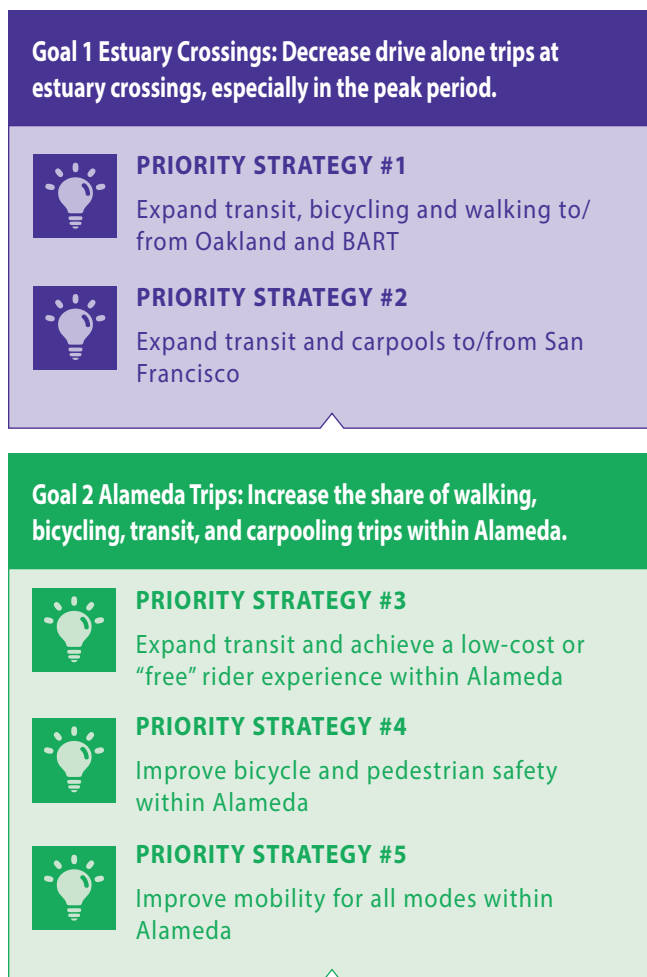 Goal 1 Estuary Crossings: Decrease drive alone trips at
estuary crossings, especially in the peak period.
PRIORITY STRATEGY #1
Expand transit, bicycling and walking to/
from Oakland and BART
PRIORITY STRATEGY #2
Expand transit and carpools to/from San
Francisco
Goal 2 Alameda Trips: Increase the share of walking,
bicycling, transit, and carpooling trips within Alameda.
PRIORITY STRATEGY #3
Expand transit and achieve a low-cost or
“free” rider experience within Alameda
PRIORITY STRATEGY #4
Improve bicycle and pedestrian safety
within Alameda
PRIORITY STRATEGY #5
Improve mobility for all modes within
Alameda